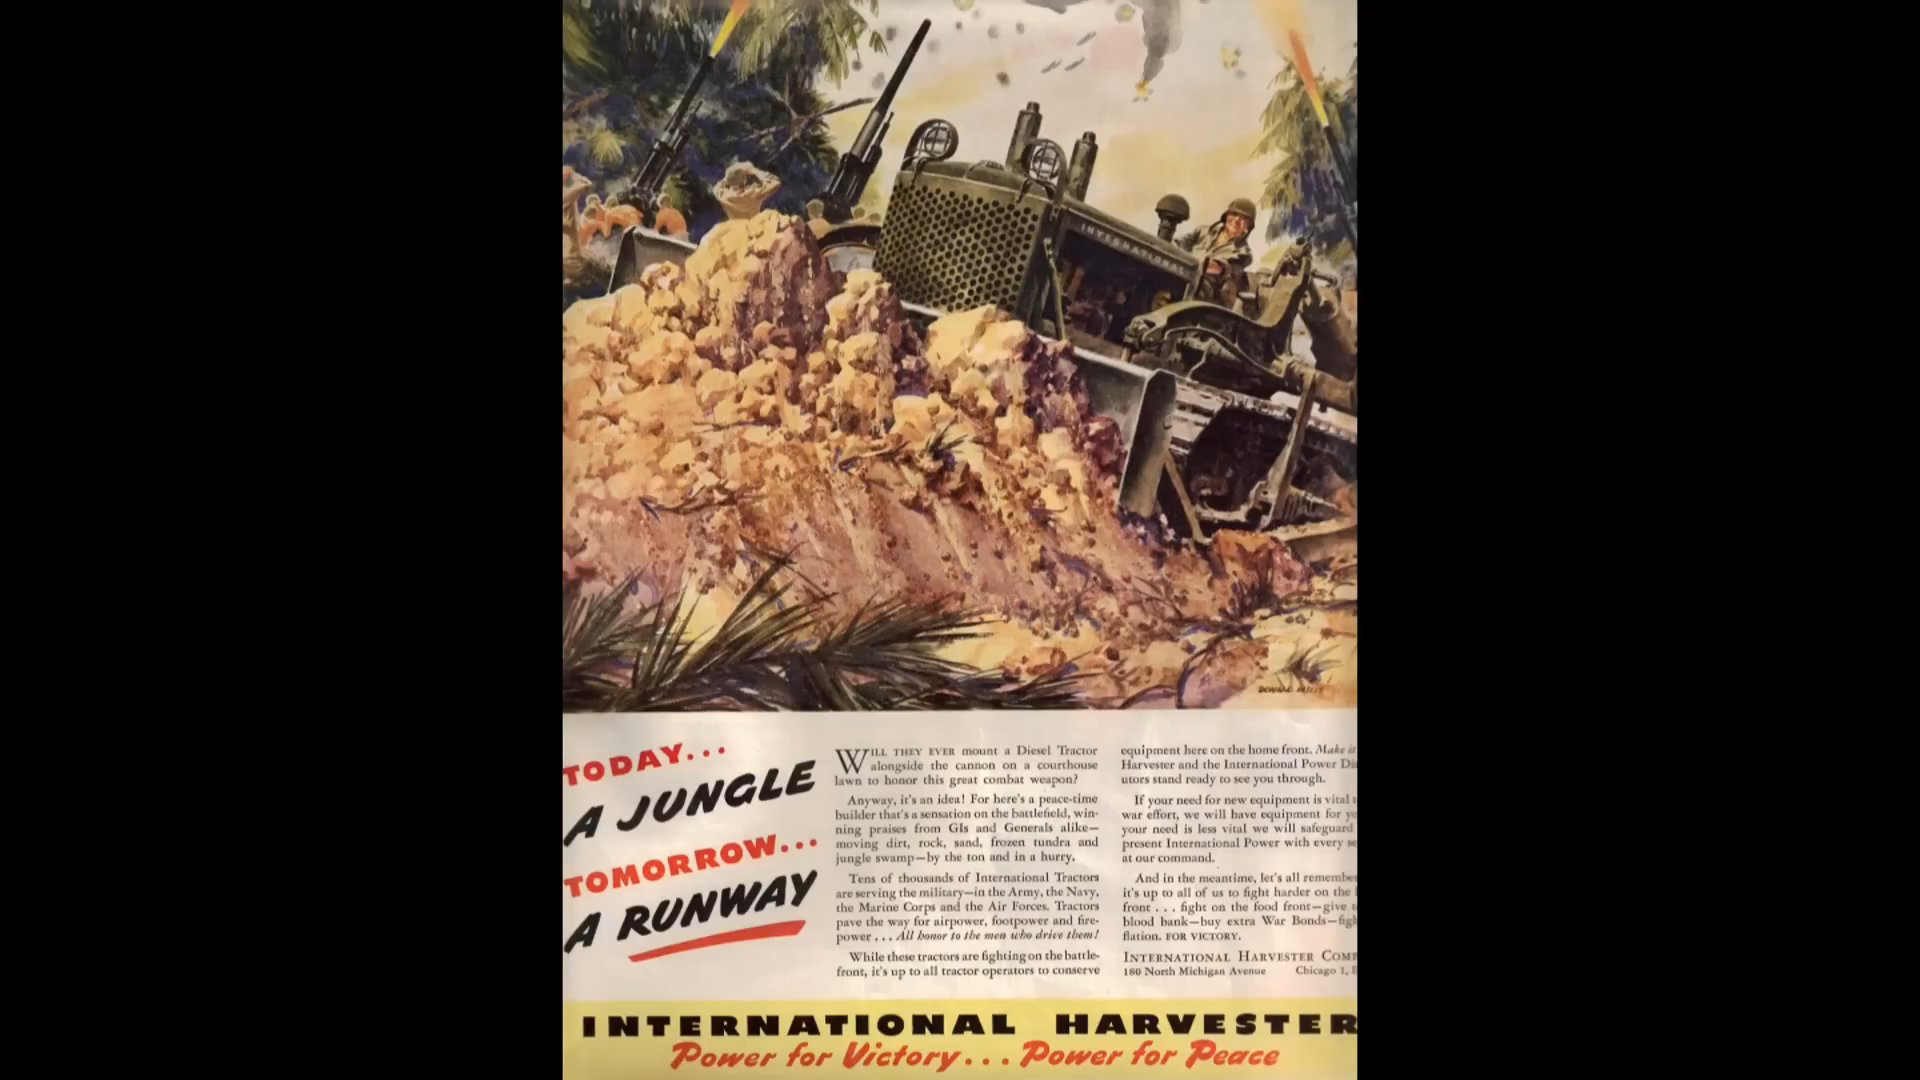 INTERNATIONAL
TODAY...
A JUNGLE
TOMORROW...
A RUNWAY
WILL THEY EVER mount a Diesel Tractor
alongside the cannon on a courthouse
lawn to honor this great combat weapon?
Anyway, it's an idea! For here's a peace-time
builder that's a sensation on the battlefield, win-
ning praises from GIs and Generals alike—
moving dirt, rock, sand, frozen tundra and
jungle swamp—by the ton and in a hurry.
Tens of thousands of International Tractors
are serving the military—in the Army, the Navy,
the Marine Corps and the Air Forces. Tractors
pave the way for airpower, footpower and fire-
power... All honor to the men who drive them!
While these tractors are fighting on the battle-
front, it's up to all tractor operators to conserve
equipment here on the home front. Make it
Harvester and the International Power Di
utors stand ready to see you through.
If your need for new equipment is vital
war effort, we will have equipment for y
your need is less vital we will safeguard
present International Power with every se
at our command.
And in the meantime, let's all remember
it's up to all of us to fight harder on the
front... fight on the food front—give
blood bank—buy extra War Bonds—figh
flation. FOR VICTORY.
INTERNATIONAL HARVESTER COMP
180 North Michigan Avenue Chicago 1,
INTERNATIONAL HARVESTER
Power for Victory... Power for Peace